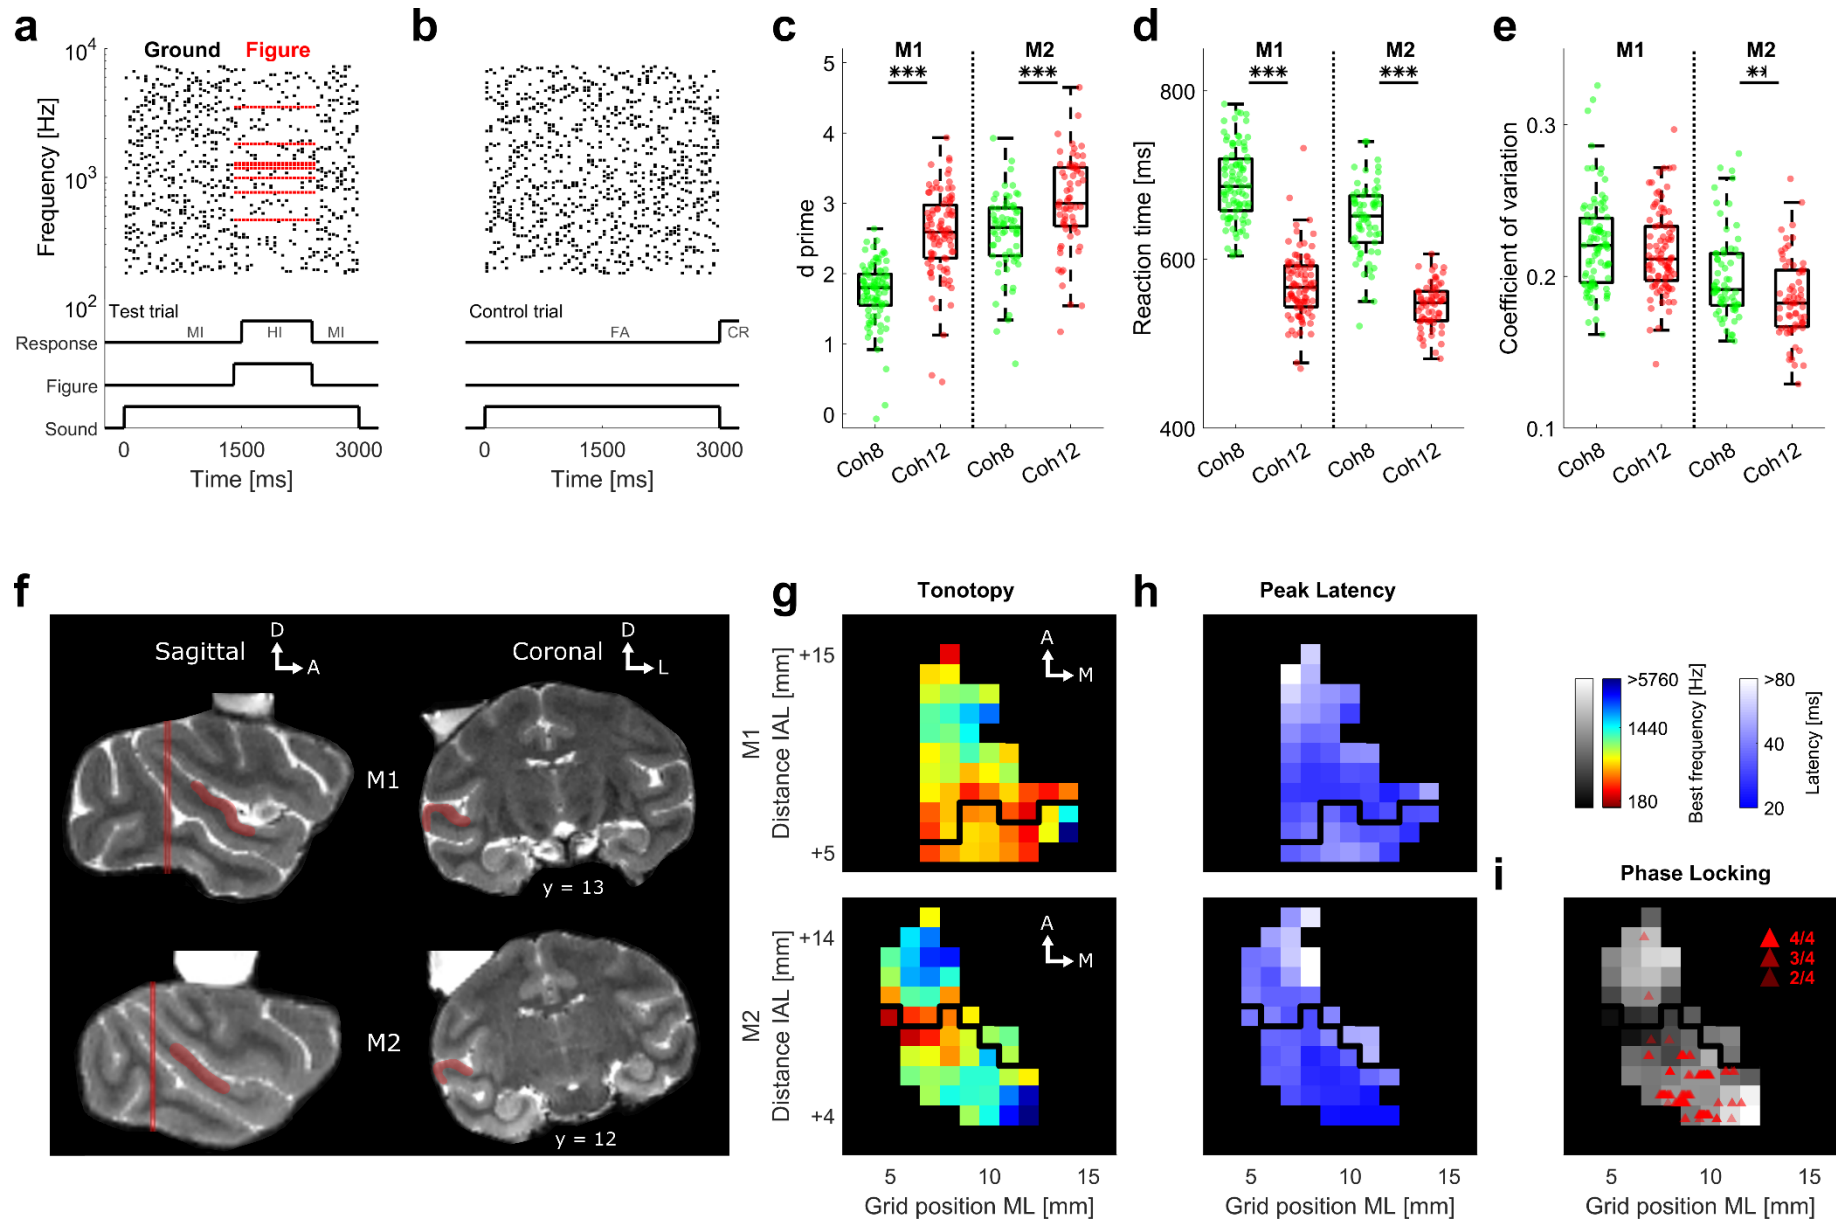 a
Ground Figure
10^4
10^3
10^2
Frequency [Hz]
Test trial
MI HI MI
Response
Figure
Sound
0 1500 3000
Time [ms]
b
Control trial
FA CR
0 1500 3000
Time [ms]
c
M1 M2
*** ***
5
4
3
2
1
0
d prime
Coh8 Coh12 Coh8 Coh12
d
M1 M2
*** ***
800
600
400
Reaction time [ms]
Coh8 Coh12 Coh8 Coh12
e
M1 M2
**
0.3
0.2
0.1
Coefficient of variation
Coh8 Coh12 Coh8 Coh12
f
Sagittal D A
Coronal D L
M1
y = 13
M2
y = 12
g
Tonotopy
A
M
+15
+5
M1
Distance IAL [mm]
A
M
+14
+4
M2
Distance IAL [mm]
5 10 15
Grid position ML [mm]
h
Peak Latency
5 10 15
Grid position ML [mm]
>5760
1440
180
Best frequency [Hz]
>80
40
20
Latency [ms]
i
Phase Locking
4/4
3/4
2/4
5 10 15
Grid position ML [mm]